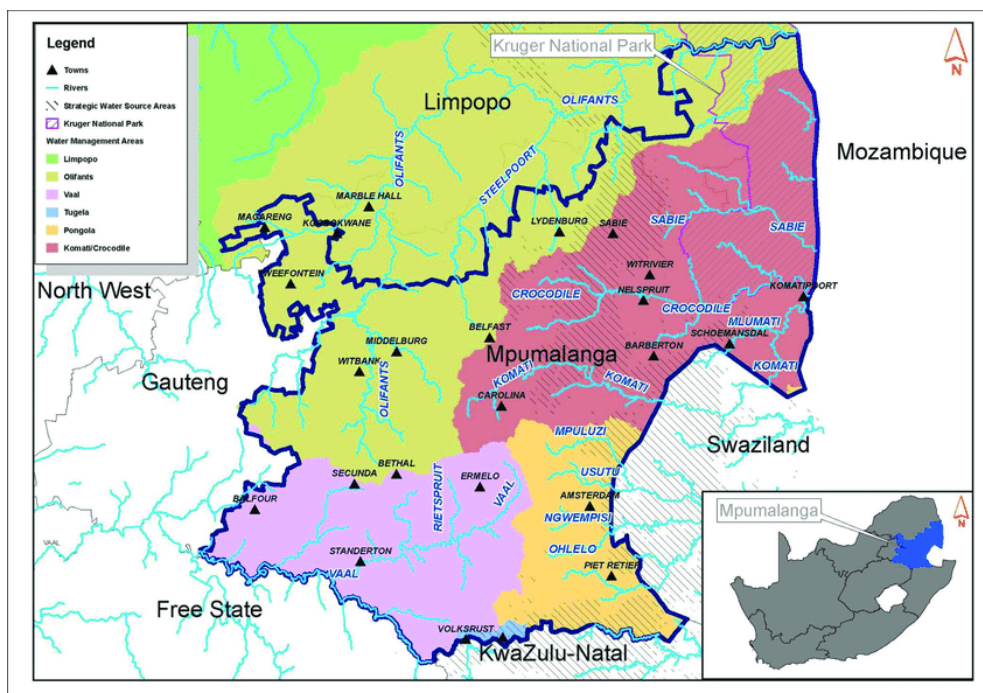 Legend
Towns
Rivers
Strategic Water Source Areas
Kruger National Park
Water Management Areas
Limpopo
Olifants
Vaal
Tugela
Pongola
Komati/Crocodile
Kruger National Park
N
Limpopo
OLIFANTS
Mozambique
OLIFANTS
STEELPOORT
MARBLE HALL
MAGARENG
LYDENBURG
SABIE
SABIE
SABIE
North West
WITRIVIER
NELSPRUIT
CROCODILE
CROCODILE
KOMATIPOORT
MLUMATI
BELFAST
SCHOEMANSDAL
MIDDELBURG
Mpumalanga
BARBERTON
WITBANK
KOMATI
KOMATI
KOMATI
Gauteng
OLIFANTS
CAROLINA
MPULUZI
Swaziland
BETHAL
SECUNDA
RIETSPRUIT
ERMELO
VAAL
USUTU
BALFOUR
AMSTERDAM
NGWEMPISI
Mpumalanga
N
VAAL
STANDERTON
VAAL
OHLELO
PIET RETIEF
Free State
VOLKSRUST
KwaZulu-Natal